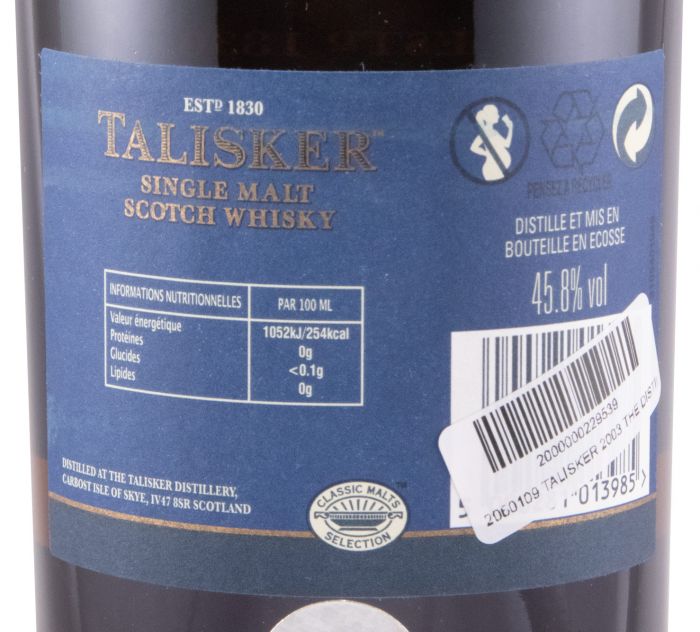 ESTD 1830
TALISKER™
SINGLE MALT
SCOTCH WHISKY
PENSEZ A RECYCLER
DISTILLE ET MIS EN
BOUTEILLE EN ECOSSE
45.8% vol
INFORMATIONS NUTRITIONNELLES PAR 100 ML
Valeur énergétique 1052kJ/254kcal
Protéines 0g
Glucides <0.1g
Lipides 0g
DISTILLED AT THE TALISKER DISTILLERY,
CARBOST ISLE OF SKYE, IV47 8SR SCOTLAND
CLASSIC MALTS™
SELECTION
2000000229539
2060109 TALISKER 2003 THE DISTI
013985 >